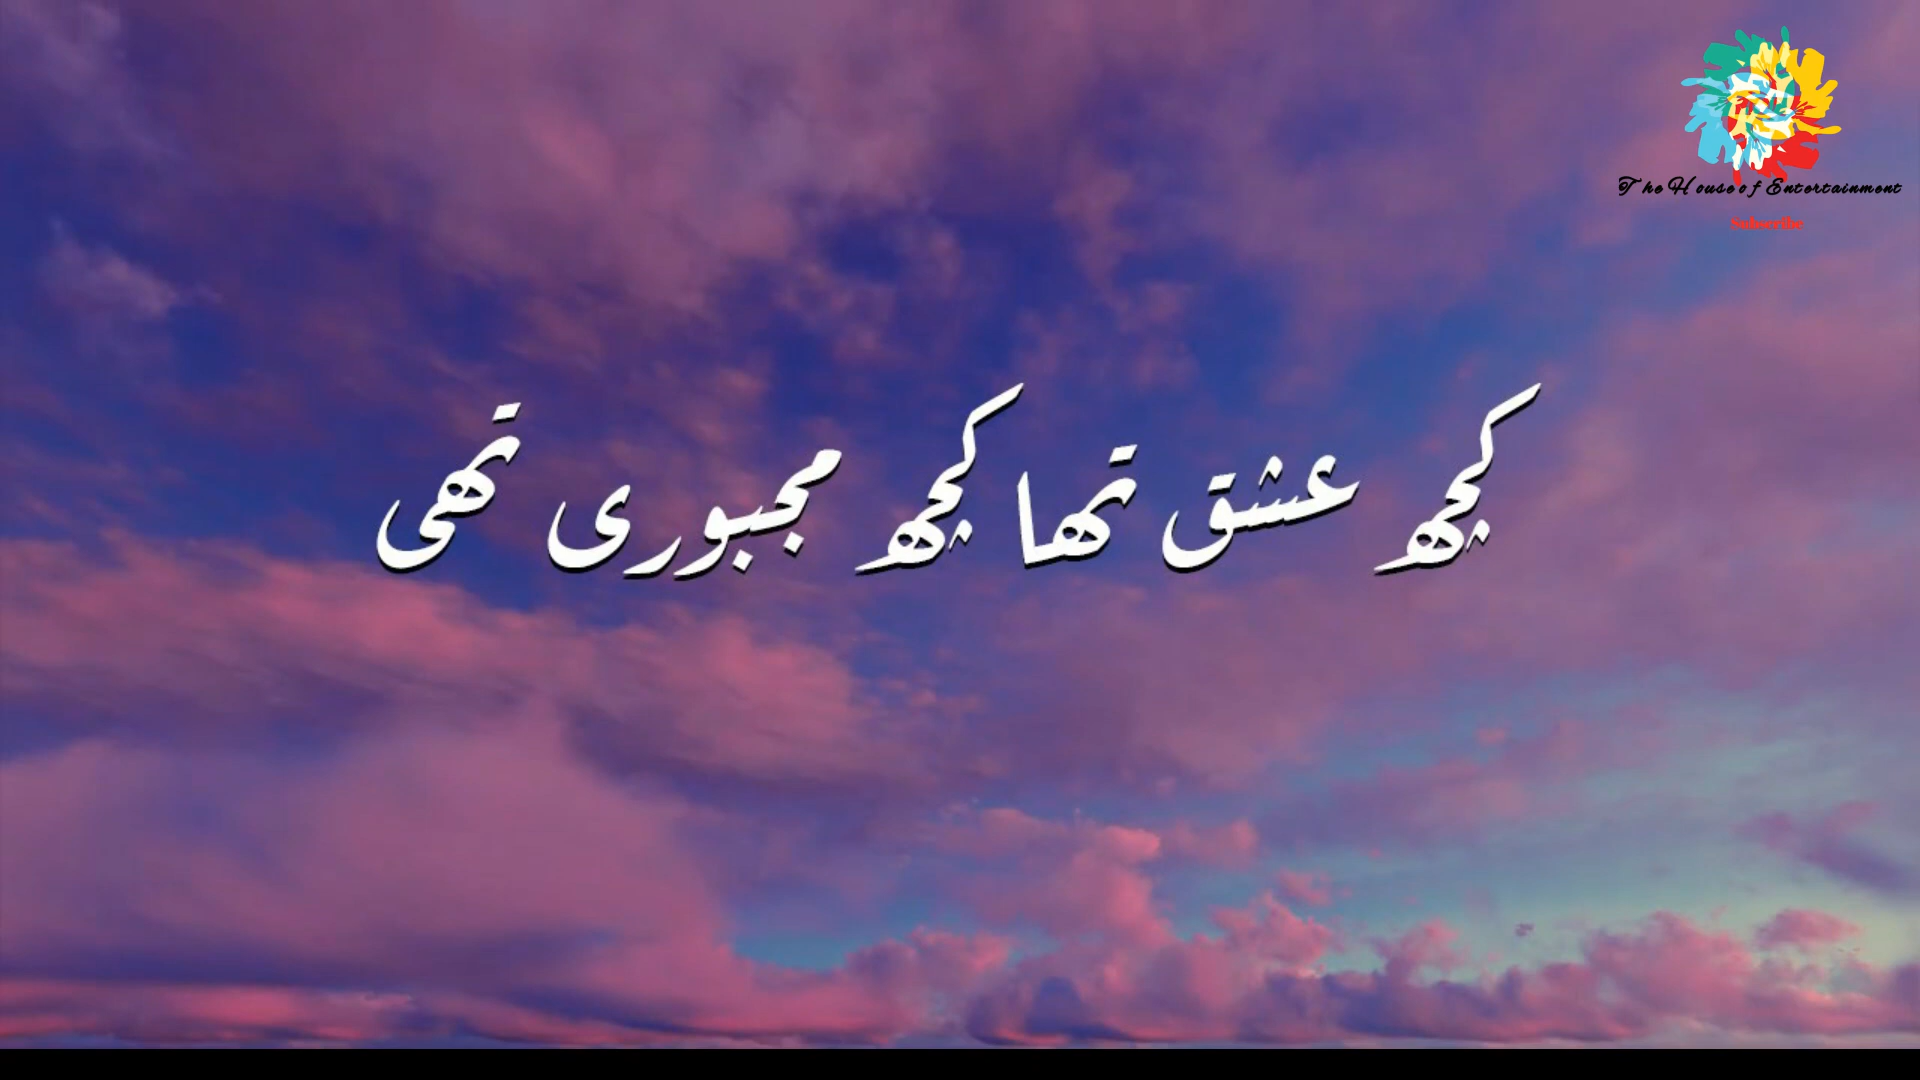 The House of Entertainment
Subscribe
کچھ عشق تھا کچھ مجبوری تھی